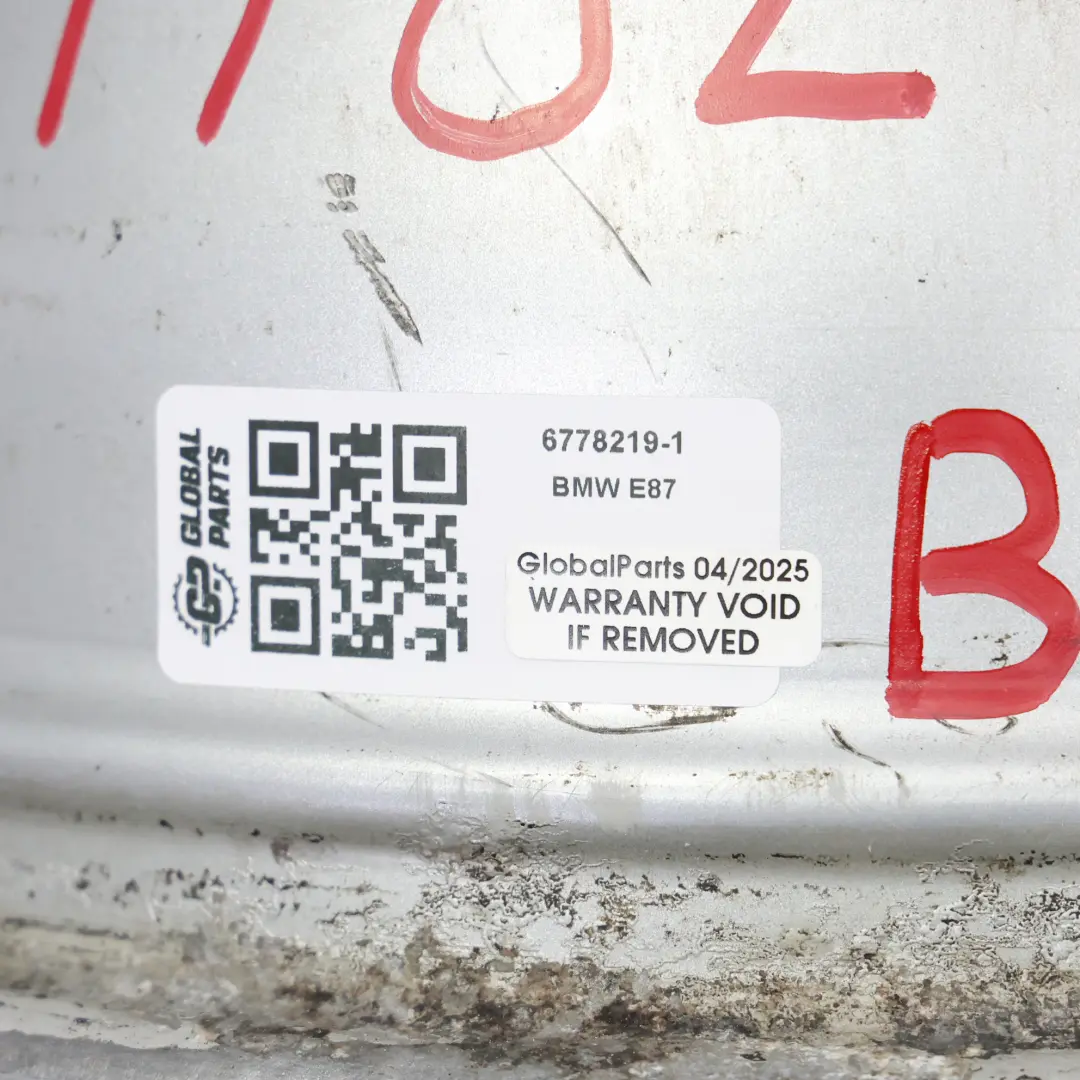 GLOBAL
PARTS
6778219-1
BMW E87
GlobalParts 04/2025
WARRANTY VOID
IF REMOVED
B